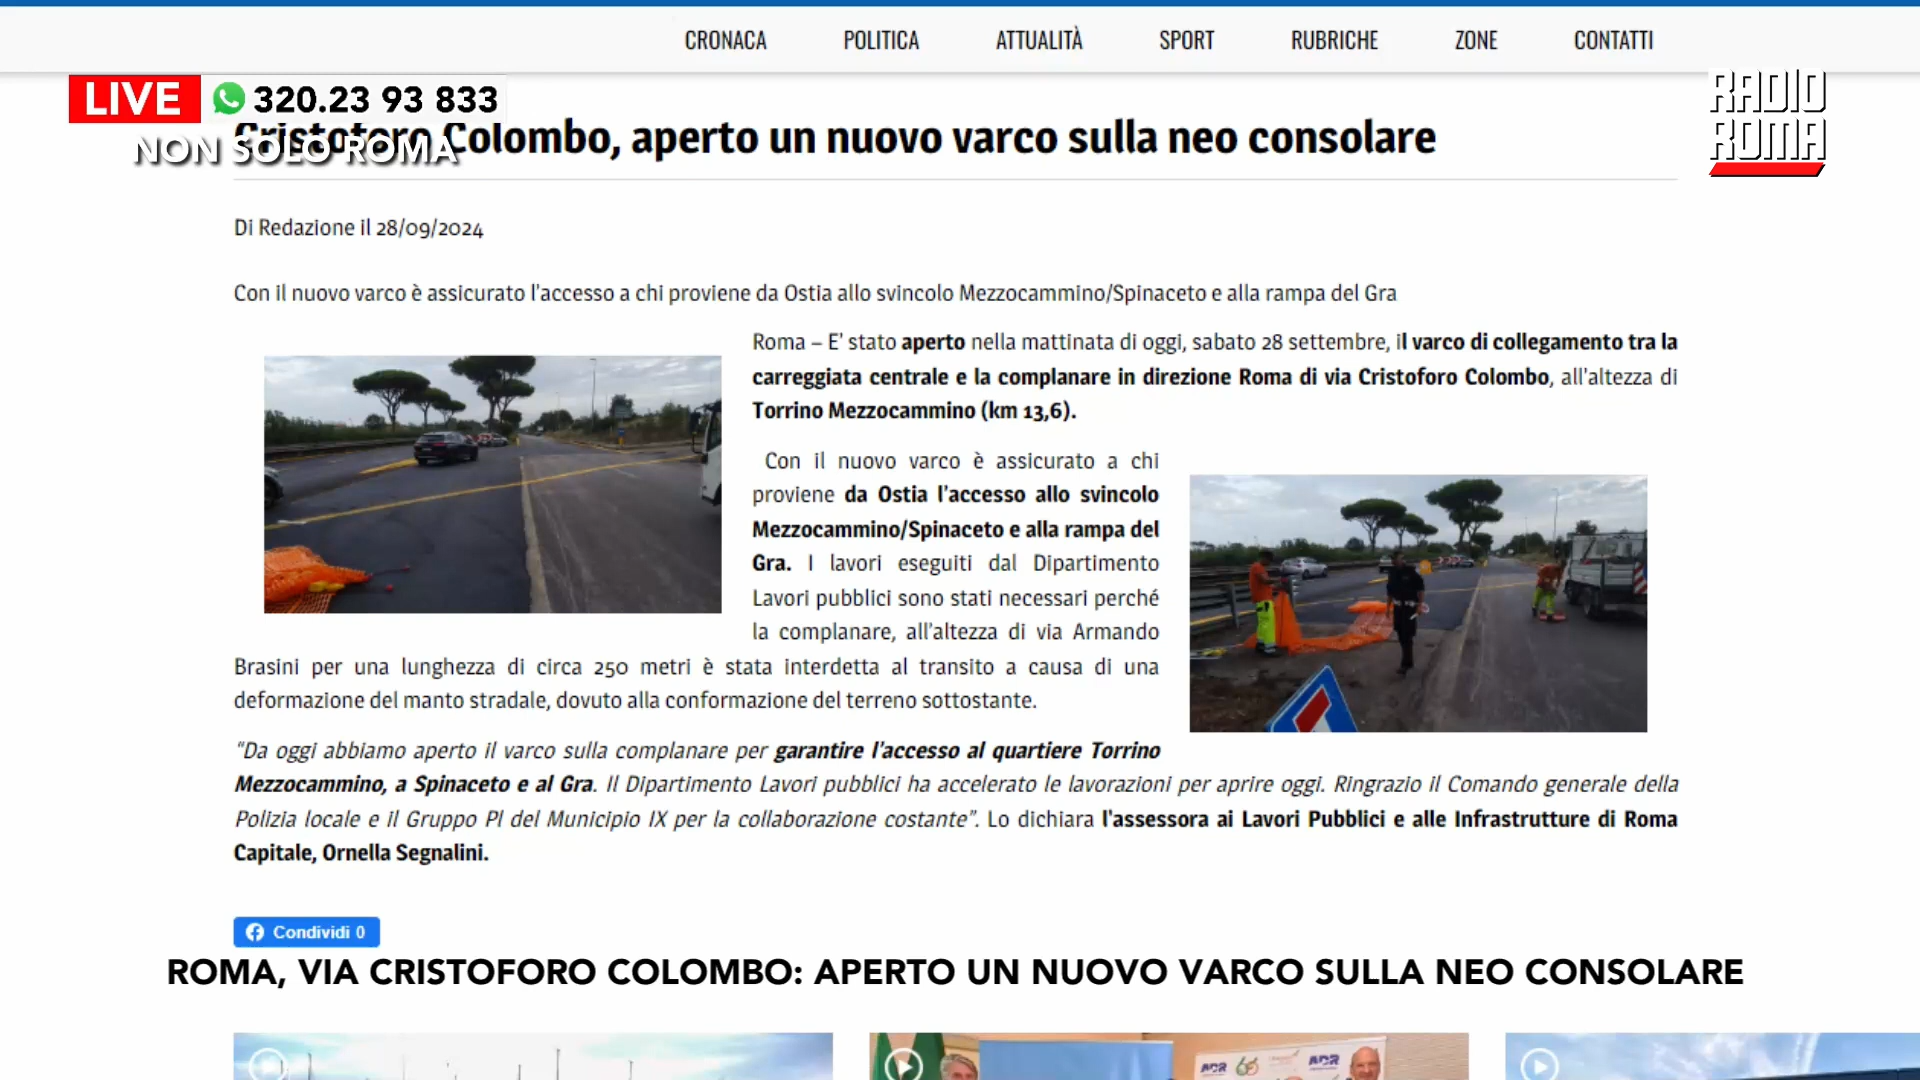 CRONACA POLITICA ATTUALITÀ SPORT RUBRICHE ZONE CONTATTI
LIVE 320.23 93 833
NON SOLO ROMA
RADIO
ROMA
Cristoforo Colombo, aperto un nuovo varco sulla neo consolare
Di Redazione il 28/09/2024
Con il nuovo varco è assicurato l'accesso a chi proviene da Ostia allo svincolo Mezzocammino/Spinaceto e alla rampa del Gra
Roma – E' stato aperto nella mattinata di oggi, sabato 28 settembre, il varco di collegamento tra la
carreggiata centrale e la complanare in direzione Roma di via Cristoforo Colombo, all'altezza di
Torrino Mezzocammino (km 13,6).
Con il nuovo varco è assicurato a chi
proviene da Ostia l'accesso allo svincolo
Mezzocammino/Spinaceto e alla rampa del
Gra. I lavori eseguiti dal Dipartimento
Lavori pubblici sono stati necessari perché
la complanare, all'altezza di via Armando
Brasini per una lunghezza di circa 250 metri è stata interdetta al transito a causa di una
deformazione del manto stradale, dovuto alla conformazione del terreno sottostante.
"Da oggi abbiamo aperto il varco sulla complanare per garantire l'accesso al quartiere Torrino
Mezzocammino, a Spinaceto e al Gra. Il Dipartimento Lavori pubblici ha accelerato le lavorazioni per aprire oggi. Ringrazio il Comando generale della
Polizia locale e il Gruppo Pl del Municipio IX per la collaborazione costante". Lo dichiara l'assessora ai Lavori Pubblici e alle Infrastrutture di Roma
Capitale, Ornella Segnalini.
Condividi 0
ROMA, VIA CRISTOFORO COLOMBO: APERTO UN NUOVO VARCO SULLA NEO CONSOLARE
ADR 60 ADR